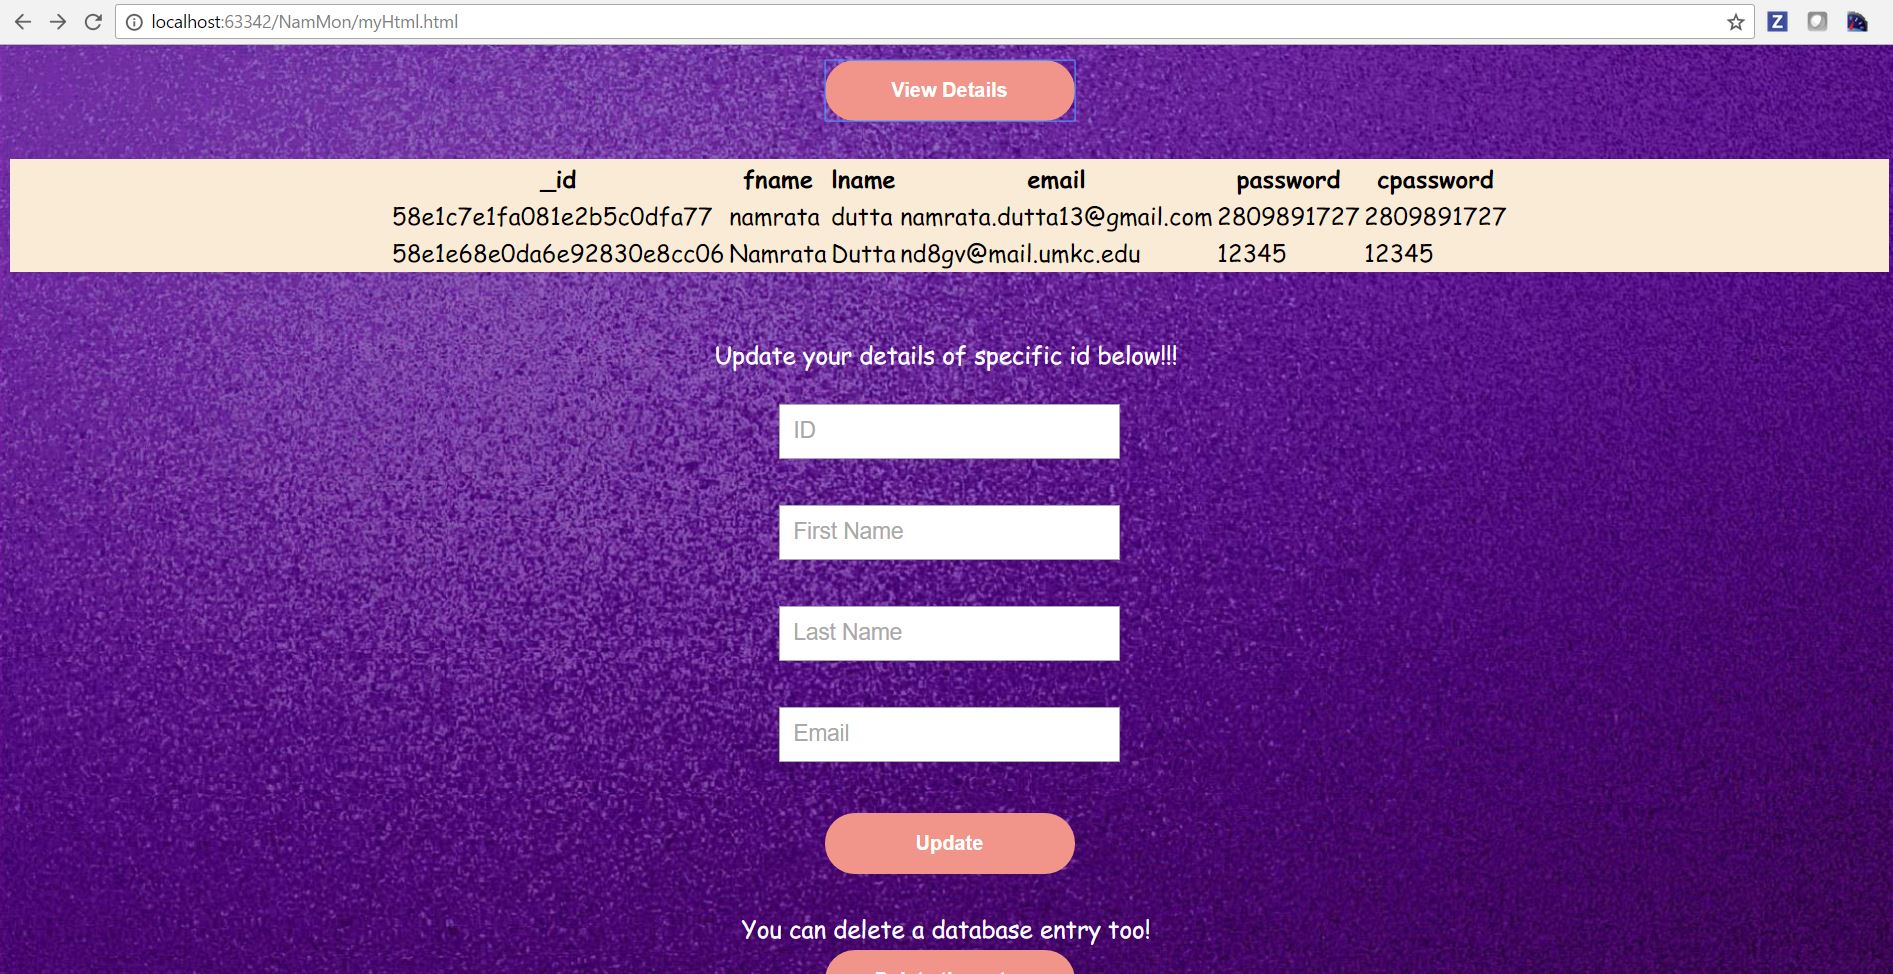 localhost:63342/NamMon/myHtml.html
Z
View Details
_id fname lname email password cpassword
58e1c7e1fa081e2b5c0dfa77 namrata dutta namrata.dutta13@gmail.com 2809891727 2809891727
58e1e68e0da6e92830e8cc06 Namrata Dutta nd8gv@mail.umkc.edu 12345 12345
Update your details of specific id below!!!
ID
First Name
Last Name
Email
Update
You can delete a database entry too!